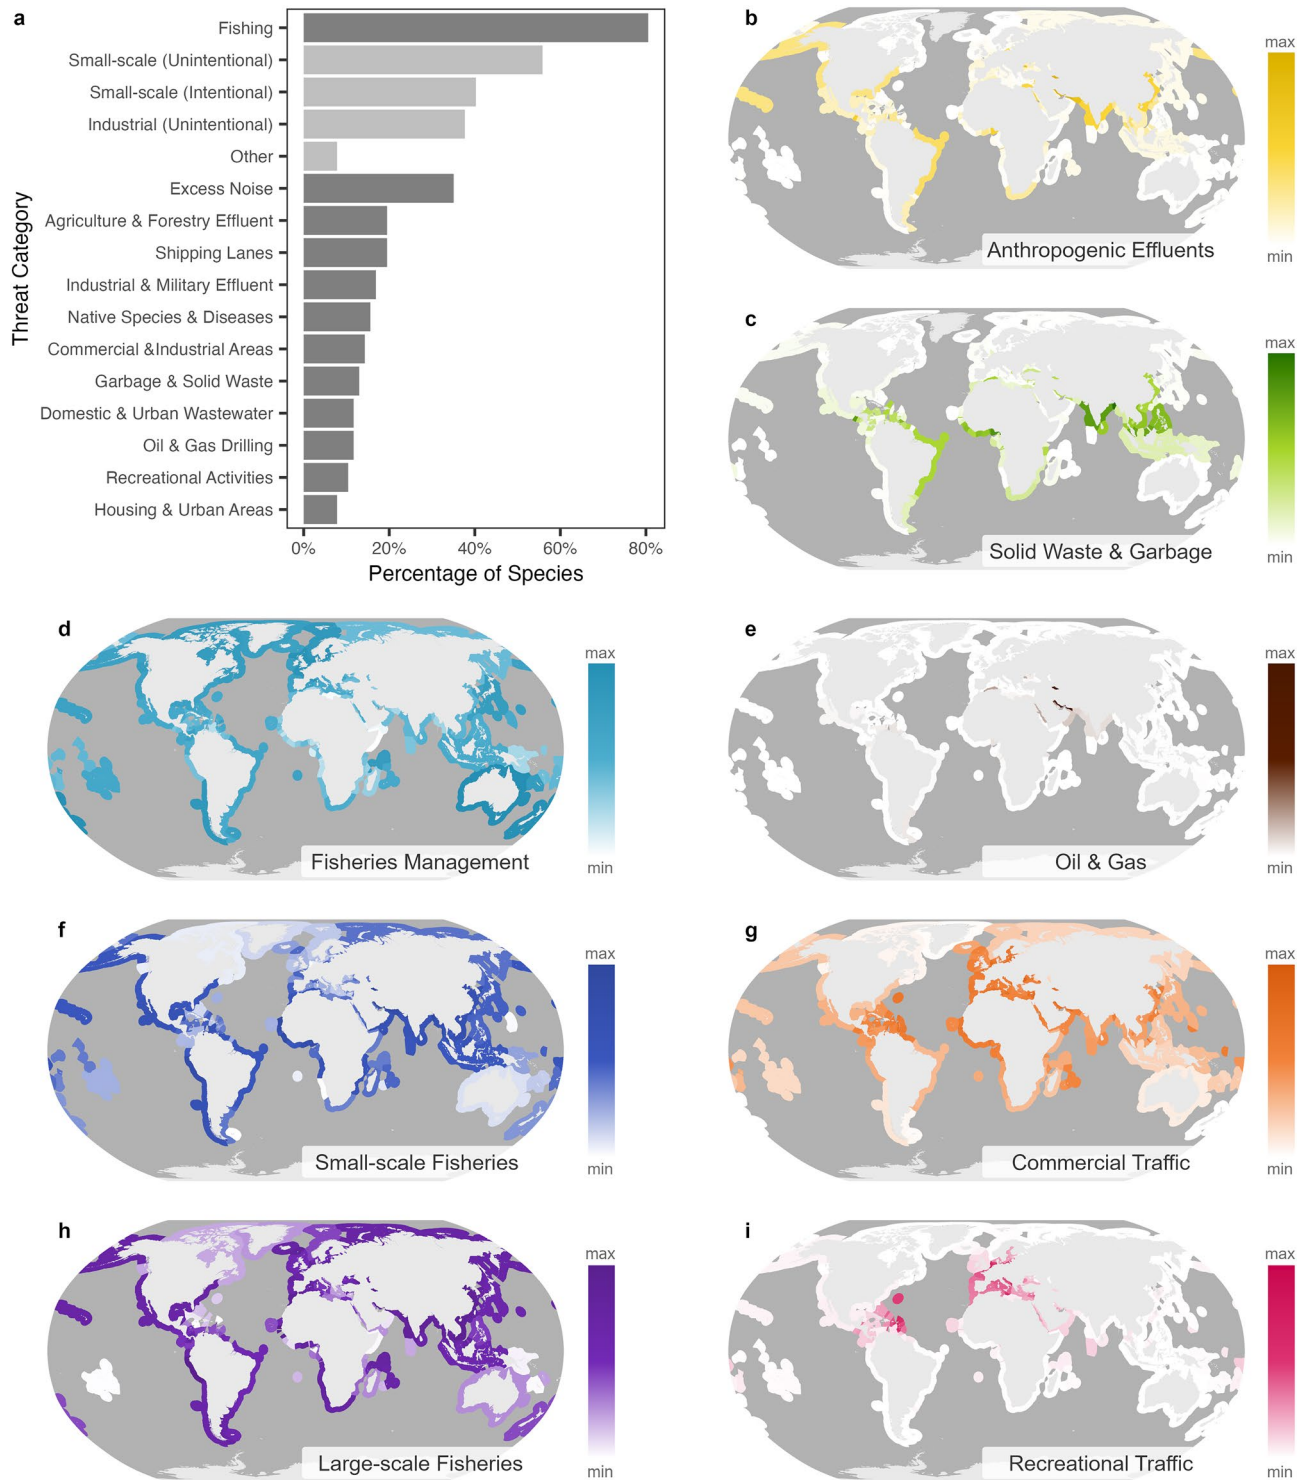 a
Threat Category
Fishing
Small-scale (Unintentional)
Small-scale (Intentional)
Industrial (Unintentional)
Other
Excess Noise
Agriculture & Forestry Effluent
Shipping Lanes
Industrial & Military Effluent
Native Species & Diseases
Commercial &Industrial Areas
Garbage & Solid Waste
Domestic & Urban Wastewater
Oil & Gas Drilling
Recreational Activities
Housing & Urban Areas
0% 20% 40% 60% 80%
Percentage of Species
b
max
min
Anthropogenic Effluents
c
max
min
Solid Waste & Garbage
d
max
min
Fisheries Management
e
max
min
Oil & Gas
f
max
min
Small-scale Fisheries
g
max
min
Commercial Traffic
h
max
min
Large-scale Fisheries
i
max
min
Recreational Traffic